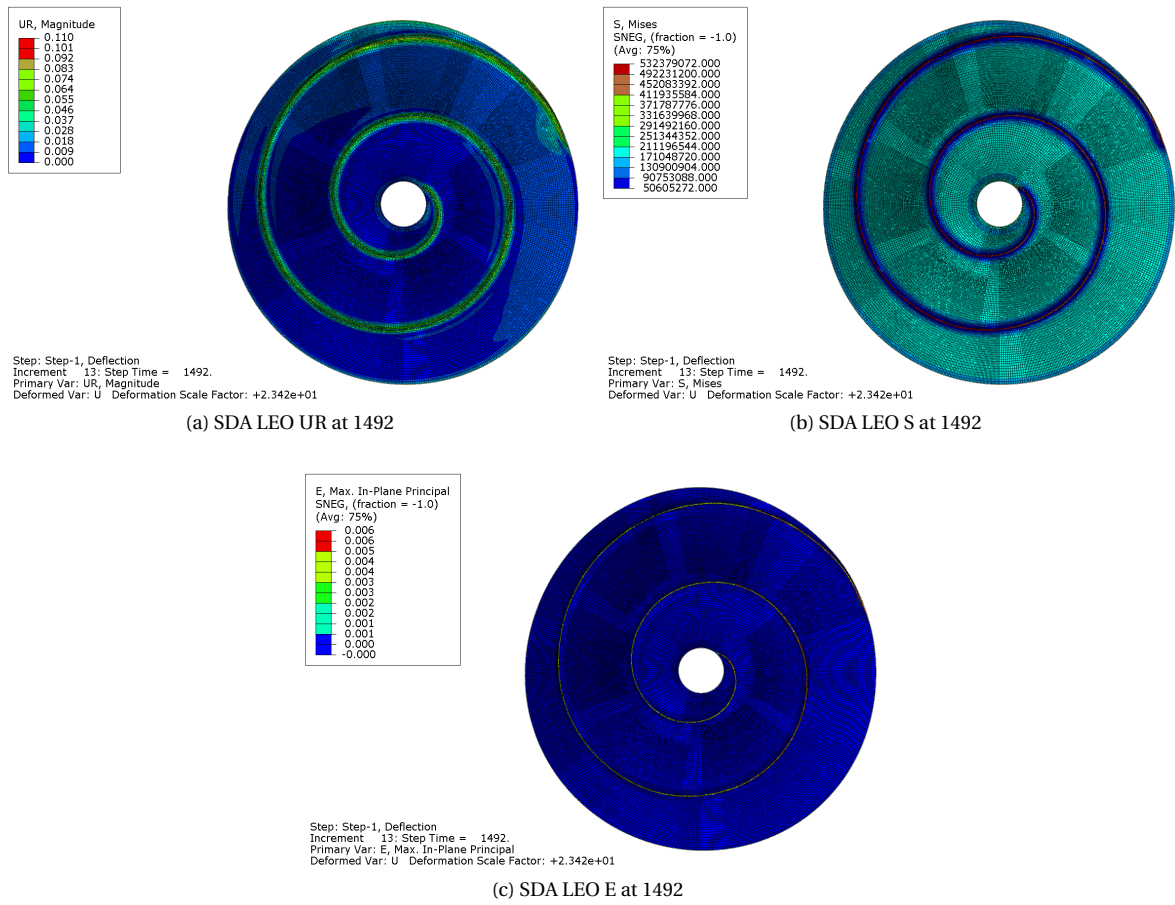 UR, Magnitude
0.110
0.101
0.092
0.083
0.074
0.064
0.055
0.046
0.037
0.028
0.018
0.009
0.000
Step: Step-1, Deflection
Increment 13: Step Time = 1492.
Primary Var: UR, Magnitude
Deformed Var: U Deformation Scale Factor: +2.342e+01
(a) SDA LEO UR at 1492
S, Mises
SNEG, (fraction = -1.0)
(Avg: 75%)
532379072.000
492231200.000
452083392.000
411935584.000
371787776.000
331639968.000
291492160.000
251344352.000
211196544.000
171048720.000
130900904.000
90753088.000
50605272.000
Step: Step-1, Deflection
Increment 13: Step Time = 1492.
Primary Var: S, Mises
Deformed Var: U Deformation Scale Factor: +2.342e+01
(b) SDA LEO S at 1492
E, Max. In-Plane Principal
SNEG, (fraction = -1.0)
(Avg: 75%)
0.006
0.006
0.005
0.004
0.004
0.003
0.003
0.002
0.002
0.001
0.001
0.000
-0.000
Step: Step-1, Deflection
Increment 13: Step Time = 1492.
Primary Var: E, Max. In-Plane Principal
Deformed Var: U Deformation Scale Factor: +2.342e+01
(c) SDA LEO E at 1492